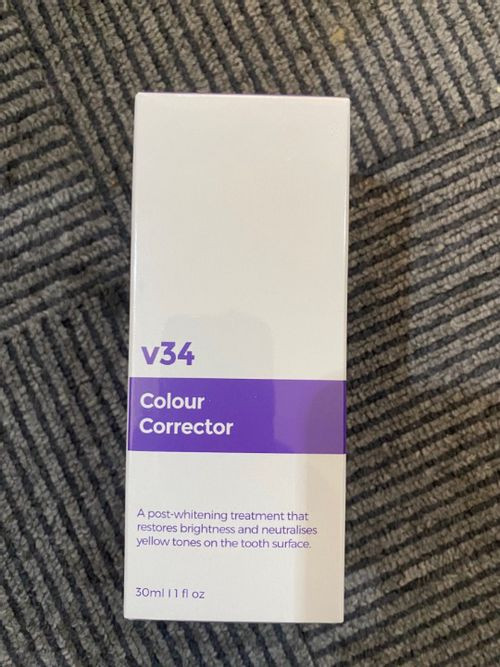 v34
Colour
Corrector
A post-whitening treatment that
restores brightness and neutralises
yellow tones on the tooth surface.
30ml | 1 fl oz